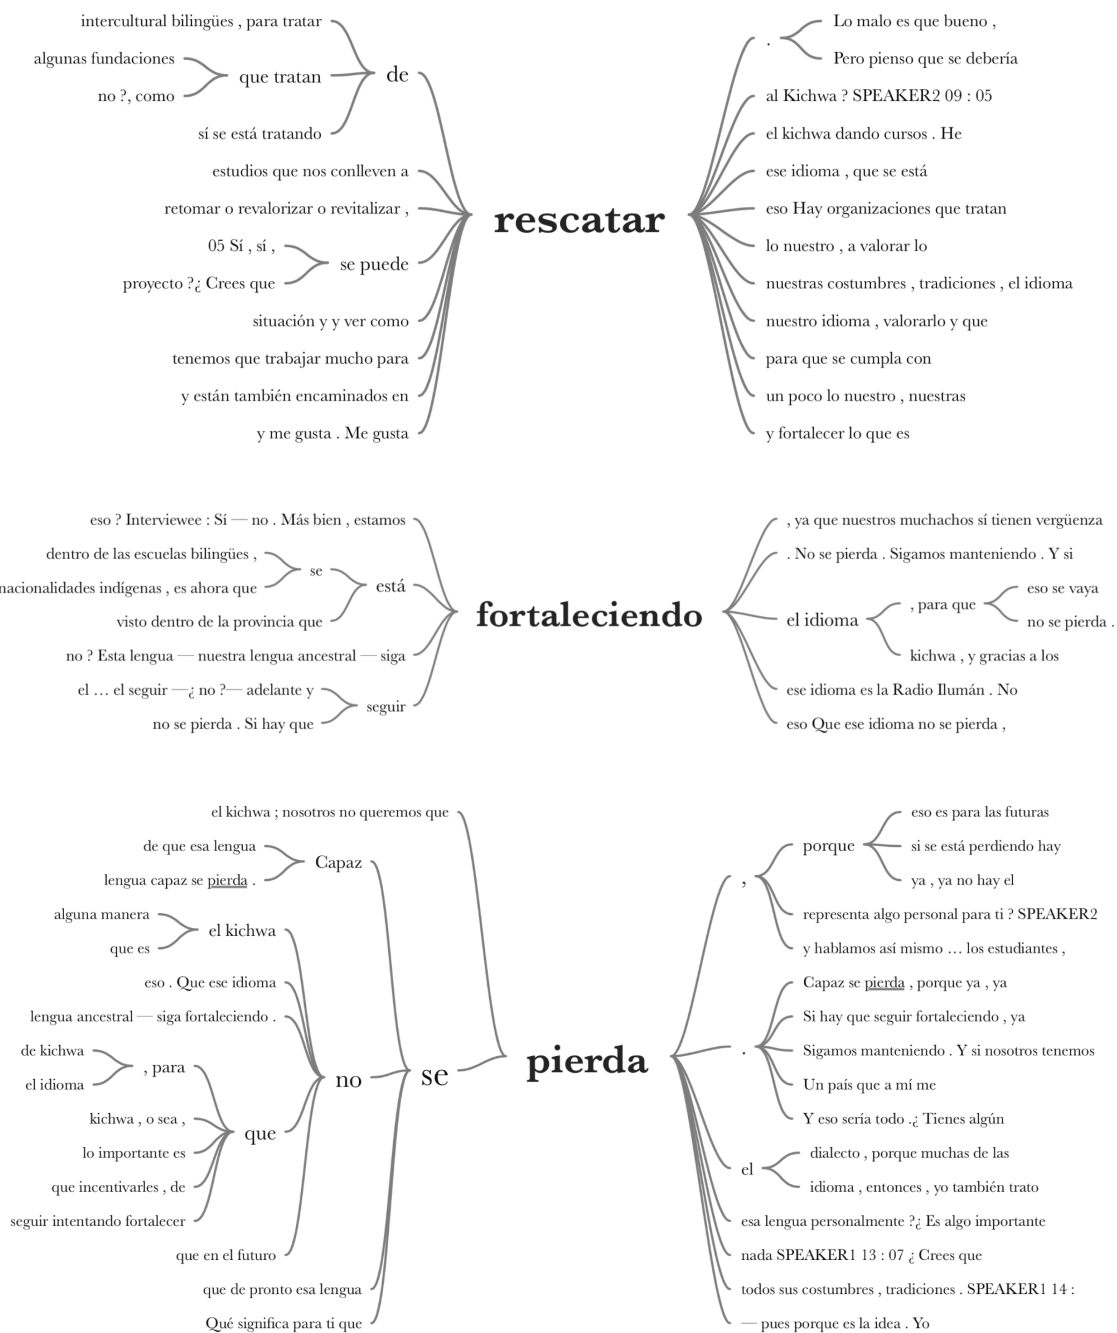 intercultural bilingües , para tratar
algunas fundaciones
no ?, como
que tratan
sí se está tratando
de
estudios que nos conlleven a
retomar o revalorizar o revitalizar ,
05 Sí , sí ,
proyecto ?¿ Crees que
se puede
situación y y ver como
tenemos que trabajar mucho para
y están también encaminados en
y me gusta . Me gusta
rescatar
.
Lo malo es que bueno ,
Pero pienso que se debería
al Kichwa ? SPEAKER2 09 : 05
el kichwa dando cursos . He
ese idioma , que se está
eso Hay organizaciones que tratan
lo nuestro , a valorar lo
nuestras costumbres , tradiciones , el idioma
nuestro idioma , valorarlo y que
para que se cumpla con
un poco lo nuestro , nuestras
y fortalecer lo que es
eso ? Interviewee : Sí — no . Más bien , estamos
dentro de las escuelas bilingües ,
nacionalidades indígenas , es ahora que
se
visto dentro de la provincia que
está
no ? Esta lengua — nuestra lengua ancestral — siga
el … el seguir —¿ no ?— adelante y
no se pierda . Si hay que
seguir
fortaleciendo
, ya que nuestros muchachos sí tienen vergüenza
. No se pierda . Sigamos manteniendo . Y si
el idioma
, para que
eso se vaya
no se pierda .
kichwa , y gracias a los
ese idioma es la Radio Ilumán . No
eso Que ese idioma no se pierda ,
el kichwa ; nosotros no queremos que
de que esa lengua
lengua capaz se pierda .
Capaz
alguna manera
que es
el kichwa
eso . Que ese idioma
lengua ancestral — siga fortaleciendo .
de kichwa
el idioma
, para
kichwa , o sea ,
lo importante es
que incentivarles , de
seguir intentando fortalecer
que
que en el futuro
no
que de pronto esa lengua
Qué significa para ti que
se
pierda
,
porque
eso es para las futuras
si se está perdiendo hay
ya , ya no hay el
representa algo personal para ti ? SPEAKER2
y hablamos así mismo … los estudiantes ,
.
Capaz se pierda , porque ya , ya
Si hay que seguir fortaleciendo , ya
Sigamos manteniendo . Y si nosotros tenemos
Un país que a mí me
Y eso sería todo .¿ Tienes algún
el
dialecto , porque muchas de las
idioma , entonces , yo también trato
esa lengua personalmente ?¿ Es algo importante
nada SPEAKER1 13 : 07 ¿ Crees que
todos sus costumbres , tradiciones . SPEAKER1 14 :
— pues porque es la idea . Yo